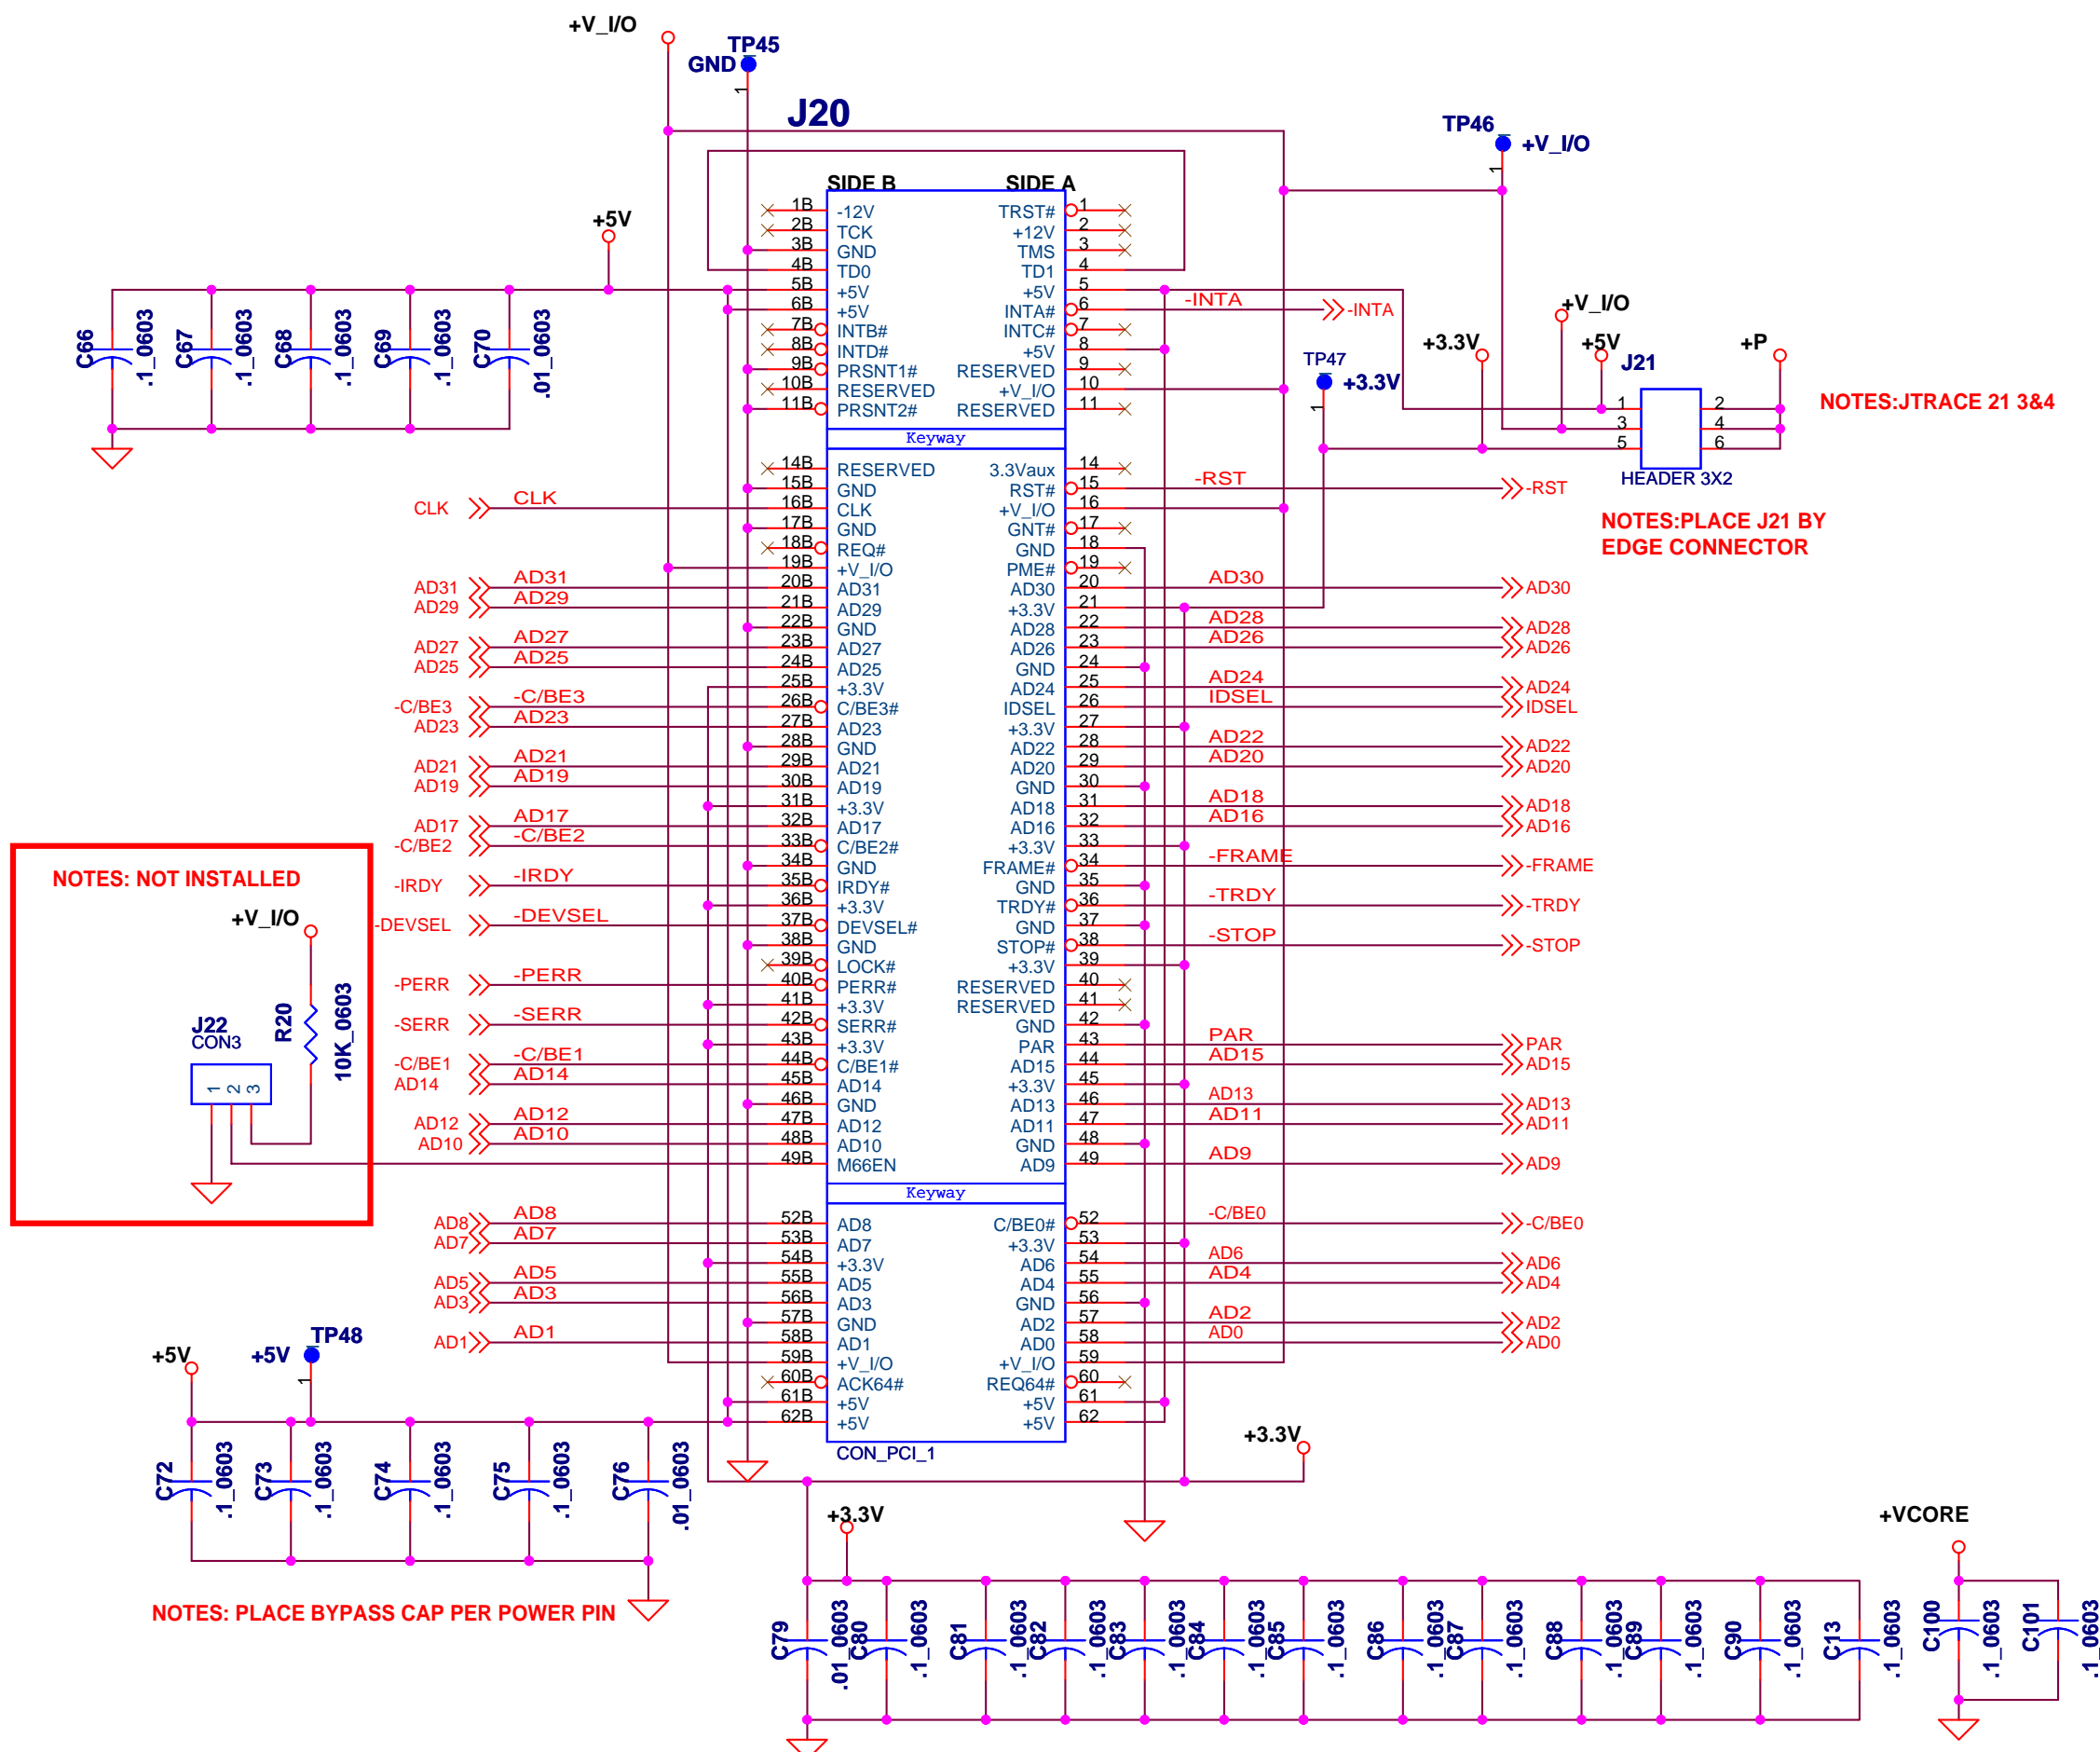 +V_I/O
TP45
GND
1
J20
TP46
+V_I/O
1
SIDE B SIDE A
+5V
1B -12V TRST# 1
2B TCK +12V 2
3B GND TMS 3
4B TD0 TD1 4
5B +5V +5V 5
6B +5V INTA# 6 -INTA -INTA
7B INTB# INTC# 7
8B INTD# +5V 8
9B PRSNT1# RESERVED 9
10B RESERVED +V_I/O 10
11B PRSNT2# RESERVED 11
Keyway
C66 .1_0603
C67 .1_0603
C68 .1_0603
C69 .1_0603
C70 .01_0603
TP47
+3.3V
1
+3.3V
+V_I/O
+5V
J21
+P
1 2
3 4
5 6
HEADER 3X2
NOTES:JTRACE 21 3&4
NOTES:PLACE J21 BY
EDGE CONNECTOR
14B RESERVED 3.3Vaux 14
15B GND RST# 15 -RST -RST
CLK CLK 16B CLK +V_I/O 16
17B GND GNT# 17
18B REQ# GND 18
19B +V_I/O PME# 19
AD31 AD31 20B AD31 AD30 20 AD30 AD30
AD29 AD29 21B AD29 +3.3V 21
22B GND AD28 22 AD28 AD28
AD27 AD27 23B AD27 AD26 23 AD26 AD26
AD25 AD25 24B AD25 GND 24
25B +3.3V AD24 25 AD24 AD24
-C/BE3 -C/BE3 26B C/BE3# IDSEL 26 IDSEL IDSEL
AD23 AD23 27B AD23 +3.3V 27
28B GND AD22 28 AD22 AD22
AD21 AD21 29B AD21 AD20 29 AD20 AD20
AD19 AD19 30B AD19 GND 30
31B +3.3V AD18 31 AD18 AD18
AD17 AD17 32B AD17 AD16 32 AD16 AD16
-C/BE2 -C/BE2 33B C/BE2# +3.3V 33
34B GND FRAME# 34 -FRAME -FRAME
-IRDY -IRDY 35B IRDY# GND 35
36B +3.3V TRDY# 36 -TRDY -TRDY
-DEVSEL -DEVSEL 37B DEVSEL# GND 37
38B GND STOP# 38 -STOP -STOP
39B LOCK# +3.3V 39
-PERR -PERR 40B PERR# RESERVED 40
41B +3.3V RESERVED 41
-SERR -SERR 42B SERR# GND 42
43B +3.3V PAR 43 PAR PAR
-C/BE1 -C/BE1 44B C/BE1# AD15 44 AD15 AD15
AD14 AD14 45B AD14 +3.3V 45
46B GND AD13 46 AD13 AD13
AD12 AD12 47B AD12 AD11 47 AD11 AD11
AD10 AD10 48B AD10 GND 48
49B M66EN AD9 49 AD9 AD9
Keyway
NOTES: NOT INSTALLED
+V_I/O
R20 10K_0603
J22
CON3
1 2 3
AD8 AD8 52B AD8 C/BE0# 52 -C/BE0 -C/BE0
AD7 AD7 53B AD7 +3.3V 53
54B +3.3V AD6 54 AD6 AD6
AD5 AD5 55B AD5 AD4 55 AD4 AD4
AD3 AD3 56B AD3 GND 56
57B GND AD2 57 AD2 AD2
AD1 AD1 58B AD1 AD0 58 AD0 AD0
59B +V_I/O +V_I/O 59
60B ACK64# REQ64# 60
61B +5V +5V 61
62B +5V +5V 62
CON_PCI_1
+5V
+5V
TP48
1
C72 .1_0603
C73 .1_0603
C74 .1_0603
C75 .1_0603
C76 .01_0603
NOTES: PLACE BYPASS CAP PER POWER PIN
+3.3V
+3.3V
C79 .01_0603
C80 .1_0603
C81 .1_0603
C82 .1_0603
C83 .1_0603
C84 .1_0603
C85 .1_0603
C86 .1_0603
C87 .1_0603
C88 .1_0603
C89 .1_0603
C90 .1_0603
C13 .1_0603
+VCORE
C100 .1_0603
C101 .1_0603